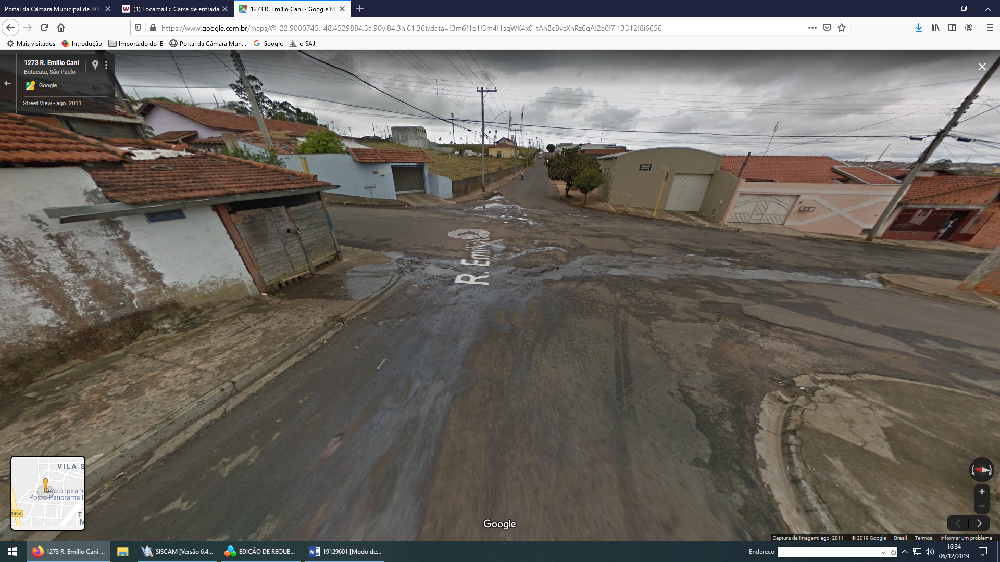 Portal da Câmara Municipal de BOT
(1) Locamail :: Caixa de entrada
1273 R. Emílio Cani - Google M
https://www.google.com.br/maps/@-22.9000745,-48.4529884,3a,90y,84.3h,61.36t/data=!3m6!1e1!3m4!1sqWK4x0-tAhBeBvcXhRz6gA!2e0!7i13312!8i6656
Mais visitados
Introdução
Importado do IE
Portal da Câmara Mun...
Google
e-SAJ
1273 R. Emílio Cani
Botucatu, São Paulo
Google
Street View - ago. 2011
R. Emílio Cani
VILA S
Posto Ipirang
Posto Panorama B
249A
T
M
Google
Captura da imagem: ago. 2011
© 2019 Google
Brasil
Termos
Informar um problema
1273 R. Emílio Cani ...
SISCAM [Versão 6.4...
EDIÇÃO DE REQUE...
19129601 [Modo de...
Endereço
16:34
06/12/2019